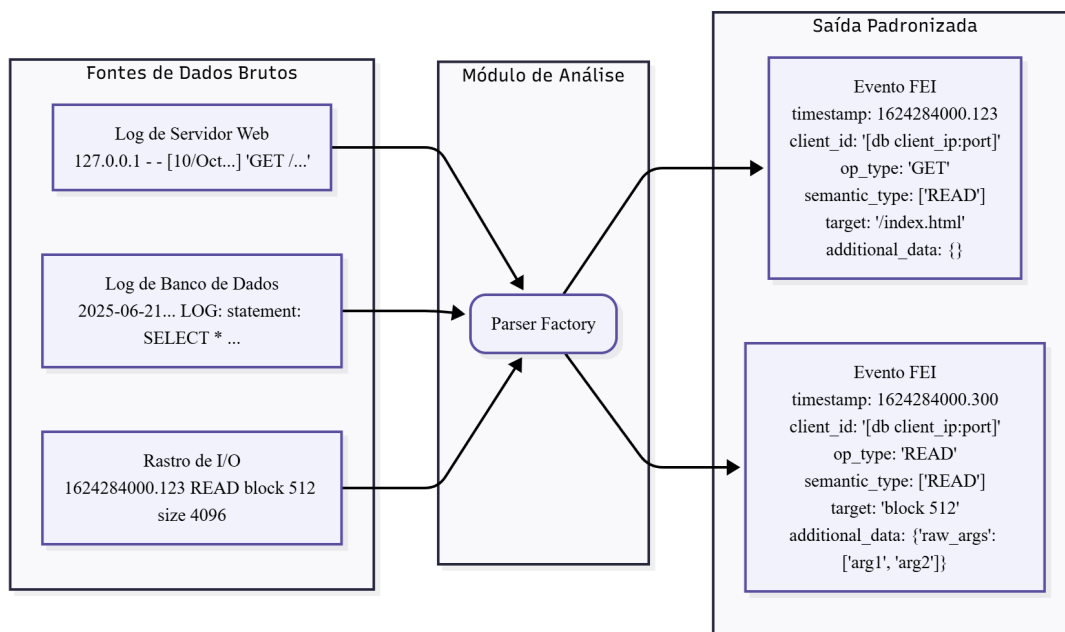 Fontes de Dados Brutos
Log de Servidor Web
127.0.0.1 - - [10/Oct...] 'GET /...'
Log de Banco de Dados
2025-06-21... LOG: statement:
SELECT * ...
Rastro de I/O
1624284000.123 READ block 512
size 4096
Módulo de Análise
Parser Factory
Saída Padronizada
Evento FEI
timestamp: 1624284000.123
client_id: '[db client_ip:port]'
op_type: 'GET'
semantic_type: ['READ']
target: '/index.html'
additional_data: {}
Evento FEI
timestamp: 1624284000.300
client_id: '[db client_ip:port]'
op_type: 'READ'
semantic_type: ['READ']
target: 'block 512'
additional_data: {'raw_args':
['arg1', 'arg2']}